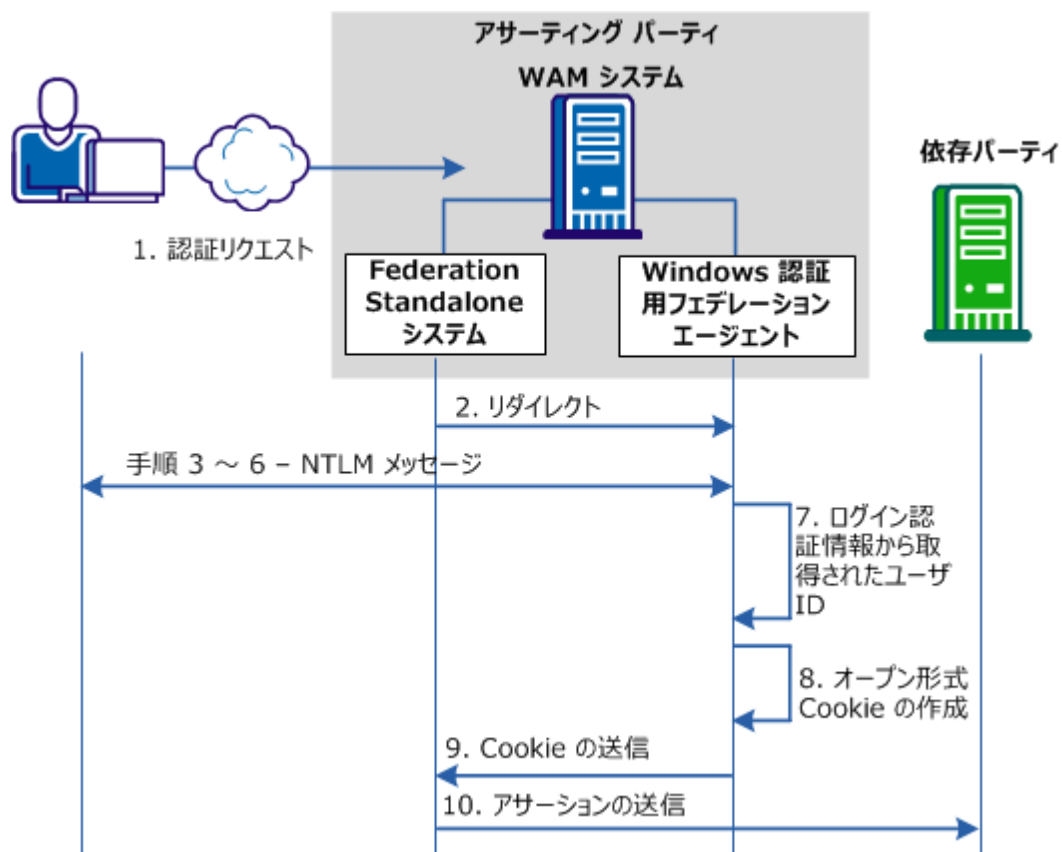 アサーティング パーティ
WAM システム
依存パーティ
1. 認証リクエスト
Federation
Standalone
システム
Windows 認証
用フェデレーション
エージェント
2. リダイレクト
手順 3 ～ 6 – NTLM メッセージ
7. ログイン認
証情報から取
得されたユーザ
ID
8. オープン形式
Cookie の作成
9. Cookie の送信
10. アサーションの送信